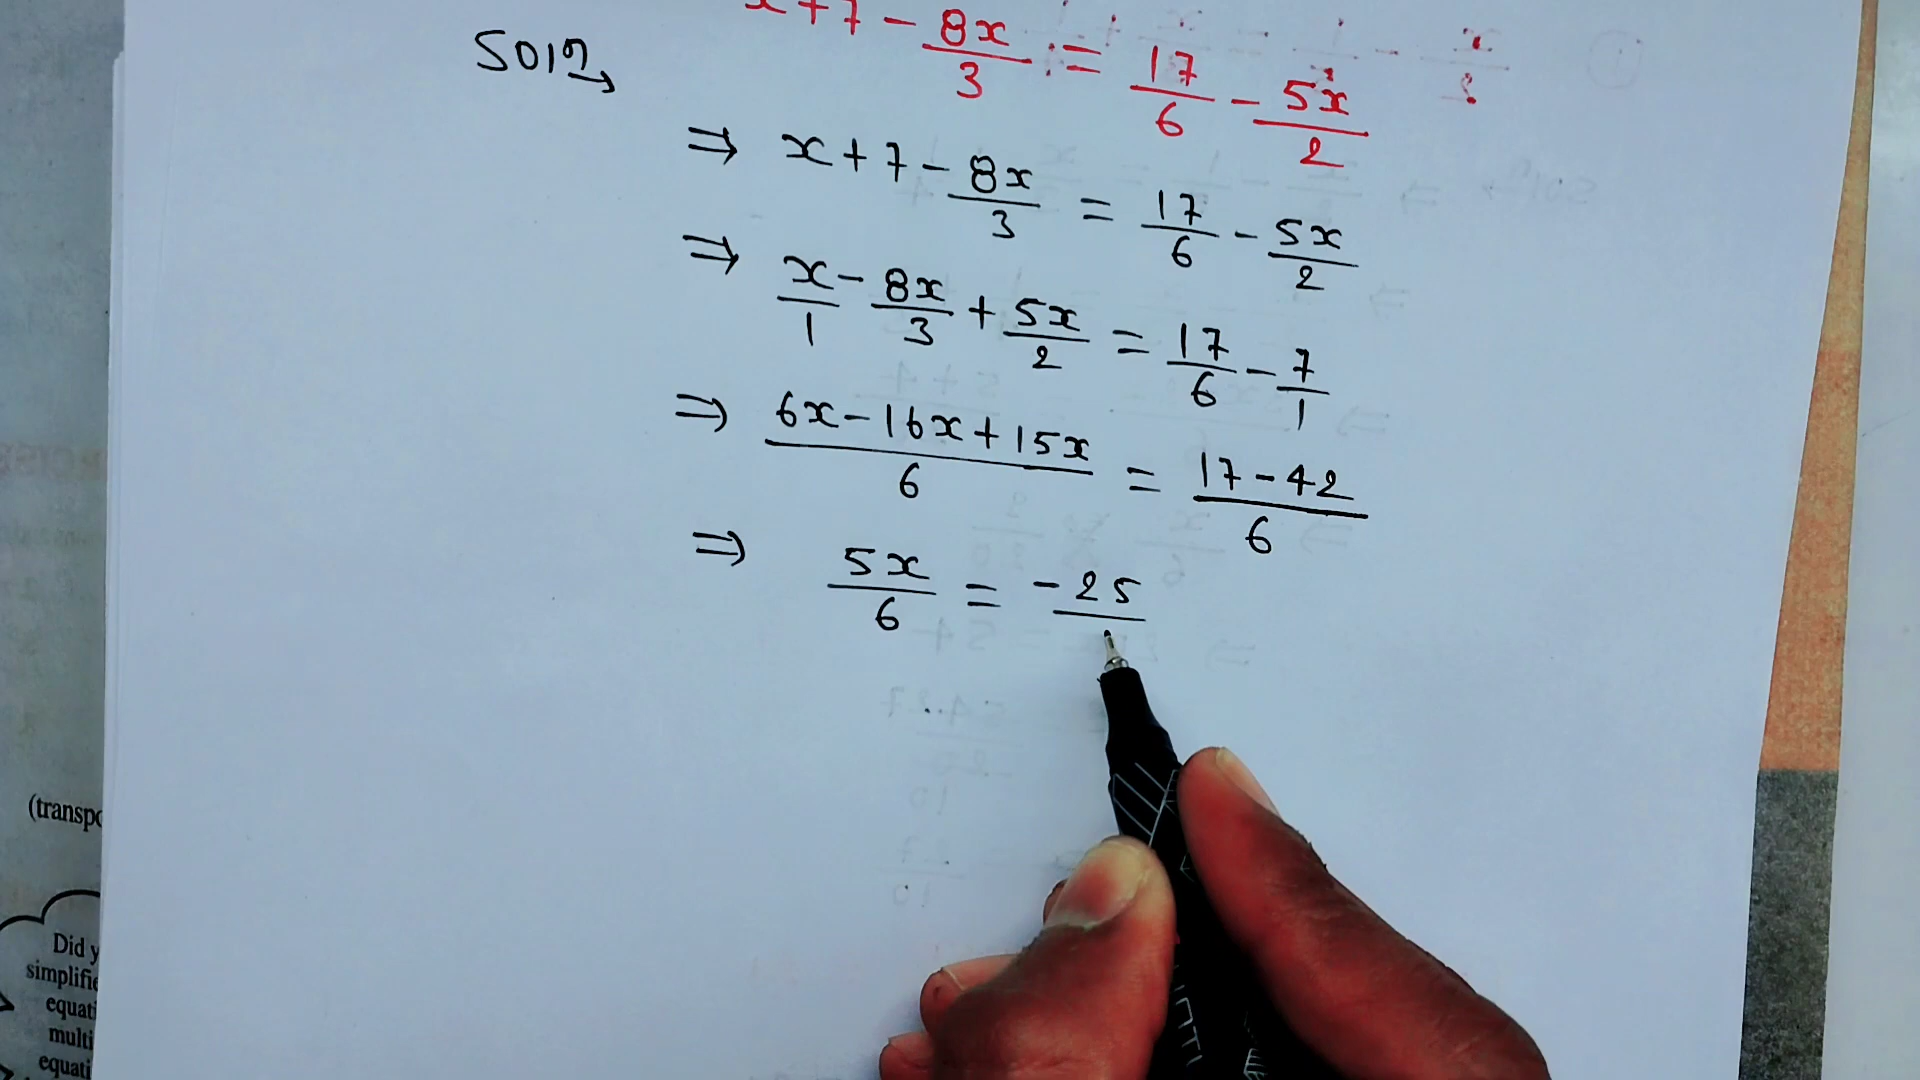 x+7-8x/3 = 17/6 - 5x/2
Soln
⇒ x+7-8x/3 = 17/6 - 5x/2
⇒ x/1 - 8x/3 + 5x/2 = 17/6 - 7/1
⇒ 6x-16x+15x/6 = 17-42/6
⇒ 5x/6 = -25/
(transpo
Did y
simplifie
equati
multi
equati